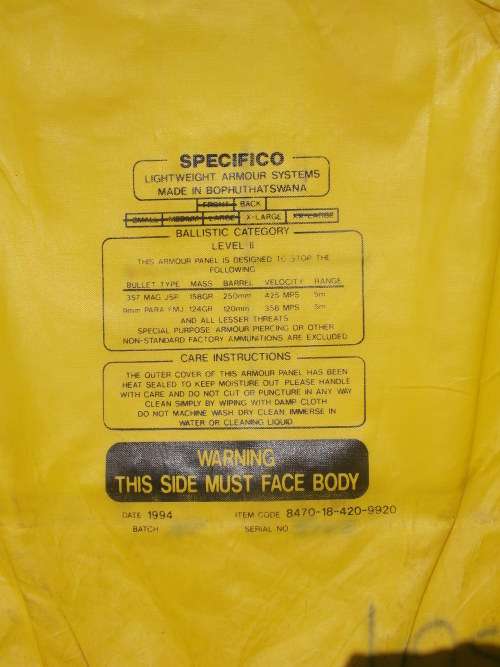 SPECIFICO
LIGHTWEIGHT ARMOUR SYSTEMS
MADE IN BOPHUTHATSWANA
FRONT BACK
SMALL MEDIUM LARGE X-LARGE XX-LARGE
BALLISTIC CATEGORY
LEVEL II
THIS ARMOUR PANEL IS DESIGNED TO STOP THE
FOLLOWING
BULLET TYPE MASS BARREL VELOCITY RANGE
357 MAG JSP 158GR 250mm 425 MPS 5m
9mm PARA FMJ 124GR 120mm 358 MPS 5m
AND ALL LESSER THREATS
SPECIAL PURPOSE ARMOUR PIERCING OR OTHER
NON-STANDARD FACTORY AMMUNITIONS ARE EXCLUDED
CARE INSTRUCTIONS
THE OUTER COVER OF THIS ARMOUR PANEL HAS BEEN
HEAT SEALED TO KEEP MOISTURE OUT PLEASE HANDLE
WITH CARE AND DO NOT CUT OR PUNCTURE IN ANY WAY
CLEAN SIMPLY BY WIPING WITH DAMP CLOTH
DO NOT MACHINE WASH DRY CLEAN IMMERSE IN
WATER OR CLEANING LIQUID
WARNING
THIS SIDE MUST FACE BODY
DATE 1994 ITEM CODE 8470-18-420-9920
BATCH SERIAL NO